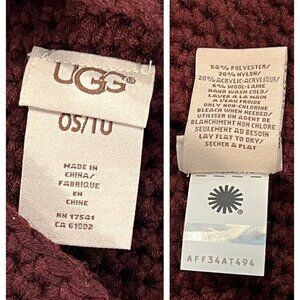 UGG®
OS/TU
MADE IN
CHINA/
FABRIQUE
EN
CHINE
RN 17541
CA 61002
54% POLYESTER/
20% NYLON/
20% ACRYLIC-ACRYLIQUE/
6% WOOL-LAINE
HAND WASH COLD/
LAVER A LA MAIN
A L'EAU FROIDE
ONLY NON-CHLORINE
BLEACH WHEN NEEDED/
UTILISER UN AGENT DE
BLANCHIMENT NON CHLORE
SEULEMENT AU BESOIN
LAY FLAT TO DRY/
SECHER A PLAT
AFF34AT494